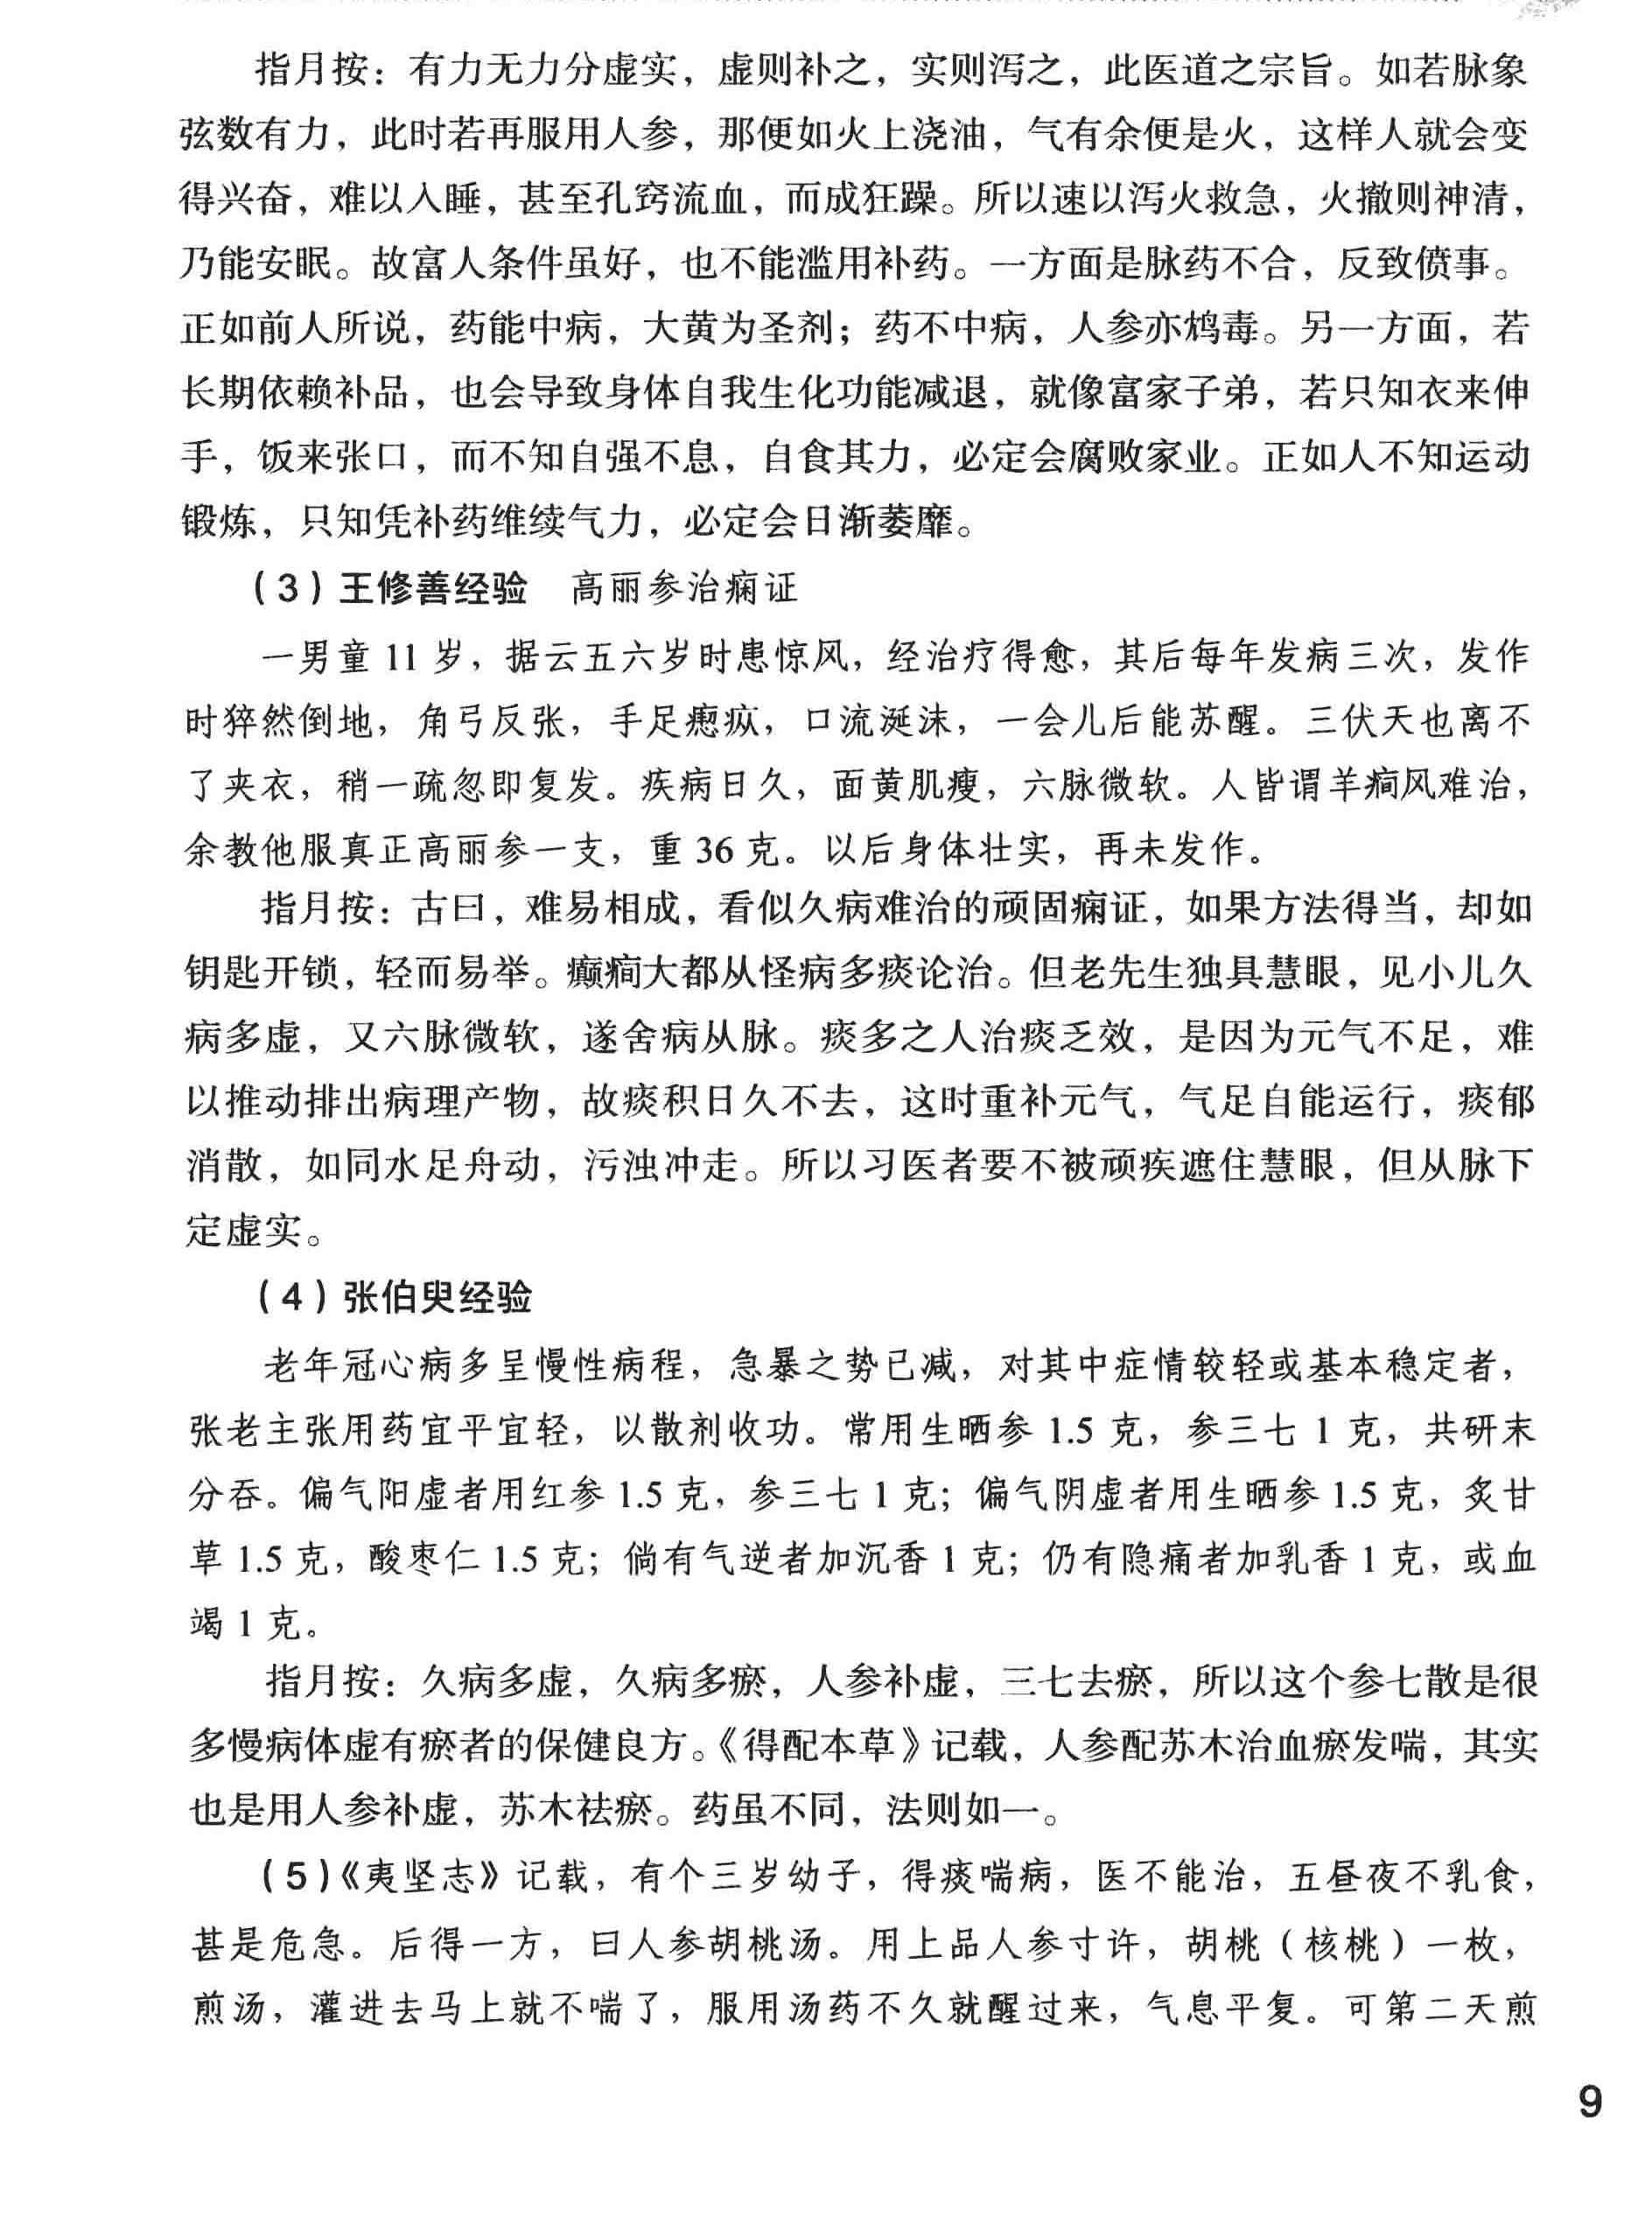 指月按：有力无力分虚实，虚则补之，实则泻之，此医道之宗旨。如若脉象
弦数有力，此时若再服用人参，那便如火上浇油，气有余便是火，这样人就会变
得兴奋，难以入睡，甚至孔窍流血，而成狂躁。所以速以泻火救急，火撤则神清，
乃能安眠。故富人条件虽好，也不能滥用补药。一方面是脉药不合，反致偾事。
正如前人所说，药能中病，大黄为圣剂；药不中病，人参亦鸩毒。另一方面，若
长期依赖补品，也会导致身体自我生化功能减退，就像富家子弟，若只知衣来伸
手，饭来张口，而不知自强不息，自食其力，必定会腐败家业。正如人不知运动
锻炼，只知凭补药维续气力，必定会日渐萎靡。
（3）王修善经验　高丽参治痫证
一男童 11 岁，据云五六岁时患惊风，经治疗得愈，其后每年发病三次，发作
时猝然倒地，角弓反张，手足瘛疭，口流涎沫，一会儿后能苏醒。三伏天也离不
了夹衣，稍一疏忽即复发。疾病日久，面黄肌瘦，六脉微软。人皆谓羊痫风难治，
余教他服真正高丽参一支，重 36 克。以后身体壮实，再未发作。
指月按：古曰，难易相成，看似久病难治的顽固痫证，如果方法得当，却如
钥匙开锁，轻而易举。癫痫大都从怪病多痰论治。但老先生独具慧眼，见小儿久
病多虚，又六脉微软，遂舍病从脉。痰多之人治痰乏效，是因为元气不足，难
以推动排出病理产物，故痰积日久不去，这时重补元气，气足自能运行，痰郁
消散，如同水足舟动，污浊冲走。所以习医者要不被顽疾遮住慧眼，但从脉下
定虚实。
（4）张伯臾经验
老年冠心病多呈慢性病程，急暴之势已减，对其中症情较轻或基本稳定者，
张老主张用药宜平宜轻，以散剂收功。常用生晒参 1.5 克，参三七 1 克，共研末
分吞。偏气阳虚者用红参 1.5 克，参三七 1 克；偏气阴虚者用生晒参 1.5 克，炙甘
草 1.5 克，酸枣仁 1.5 克；倘有气逆者加沉香 1 克；仍有隐痛者加乳香 1 克，或血
竭 1 克。
指月按：久病多虚，久病多瘀，人参补虚，三七去瘀，所以这个参七散是很
多慢病体虚有瘀者的保健良方。《得配本草》记载，人参配苏木治血瘀发喘，其实
也是用人参补虚，苏木祛瘀。药虽不同，法则如一。
（5）《夷坚志》记载，有个三岁幼子，得痰喘病，医不能治，五昼夜不乳食，
甚是危急。后得一方，曰人参胡桃汤。用上品人参寸许，胡桃（核桃）一枚，
煎汤，灌进去马上就不喘了，服用汤药不久就醒过来，气息平复。可第二天煎
9